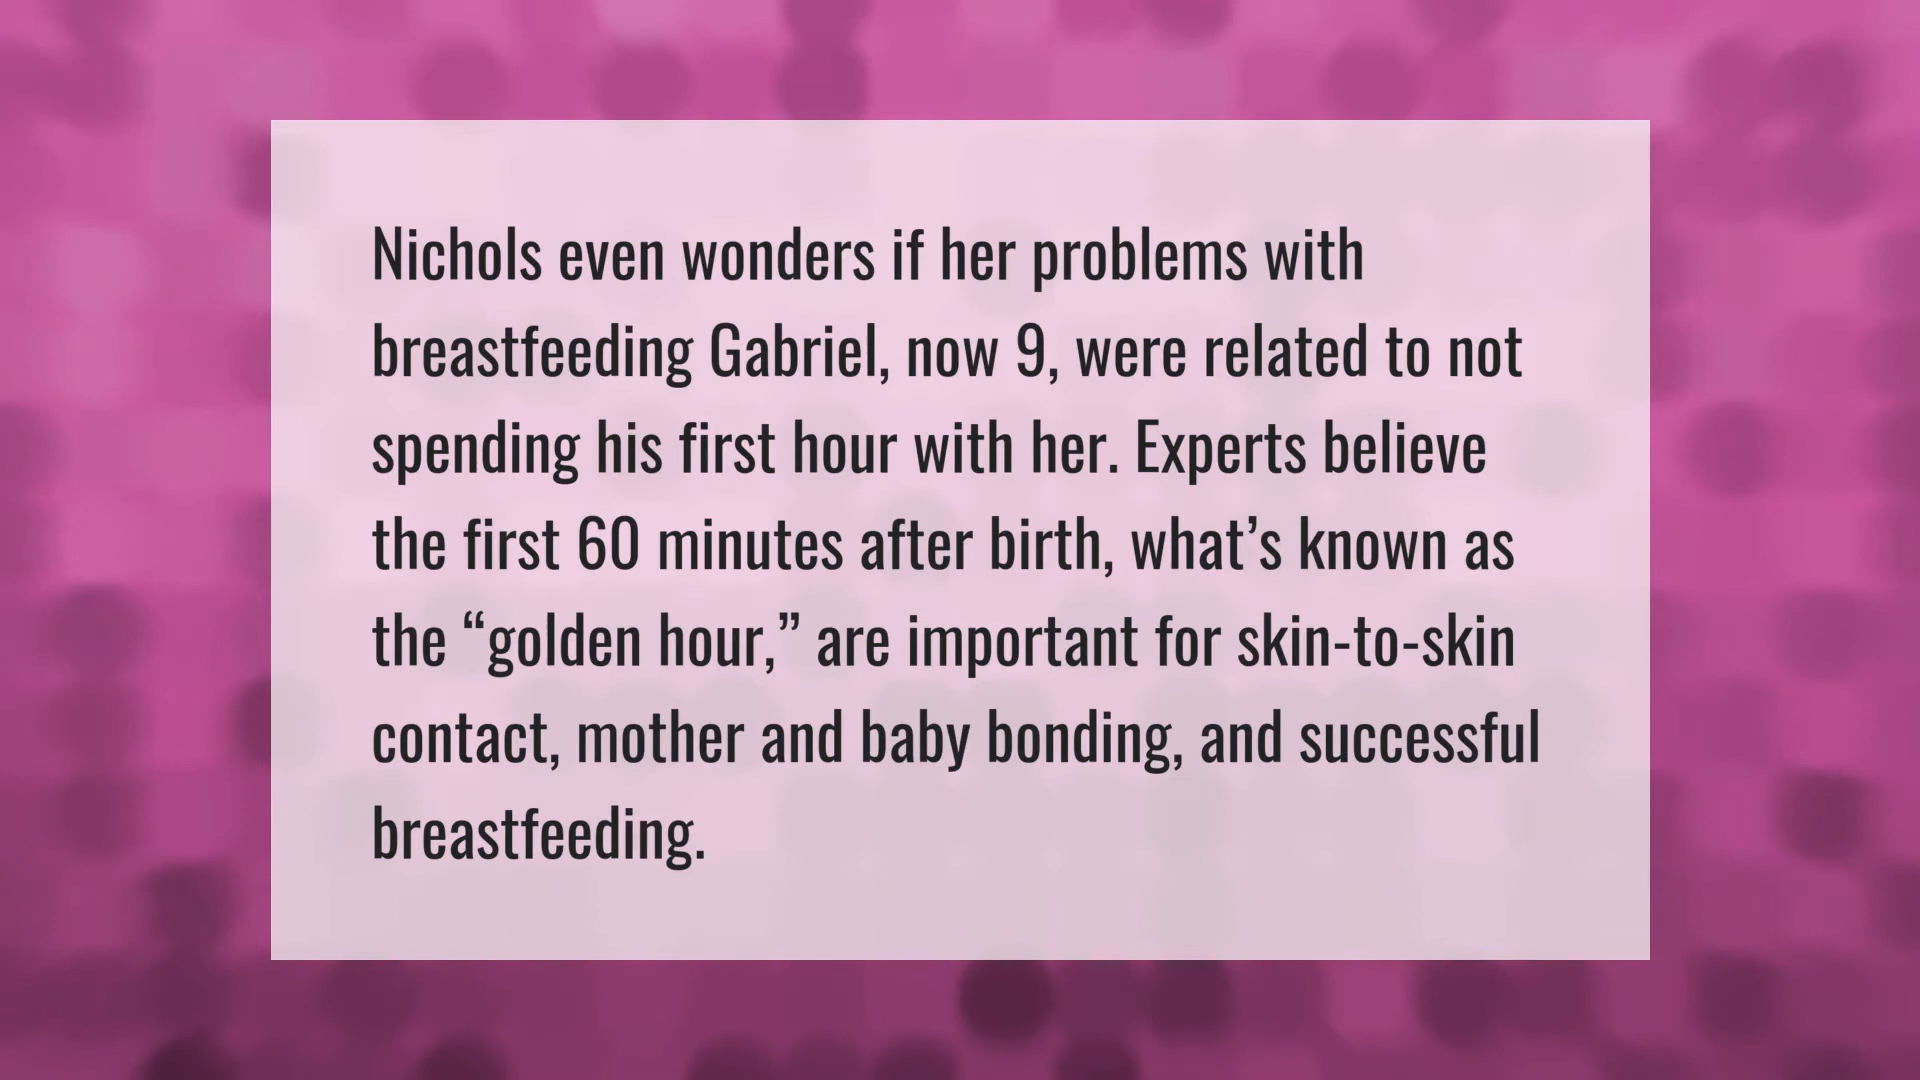 Nichols even wonders if her problems with
breastfeeding Gabriel, now 9, were related to not
spending his first hour with her. Experts believe
the first 60 minutes after birth, what’s known as
the “golden hour,” are important for skin-to-skin
contact, mother and baby bonding, and successful
breastfeeding.